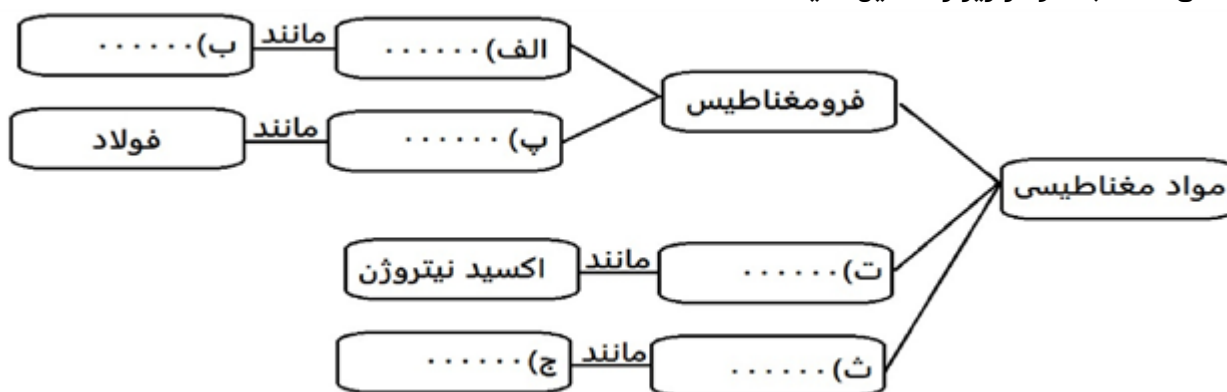 الف)......
مانند
ب)......
فرومغناطیس
پ)......
مانند
فولاد
مواد مغناطیسی
ت)......
مانند
اکسید نیتروژن
ث)......
مانند
ج)......